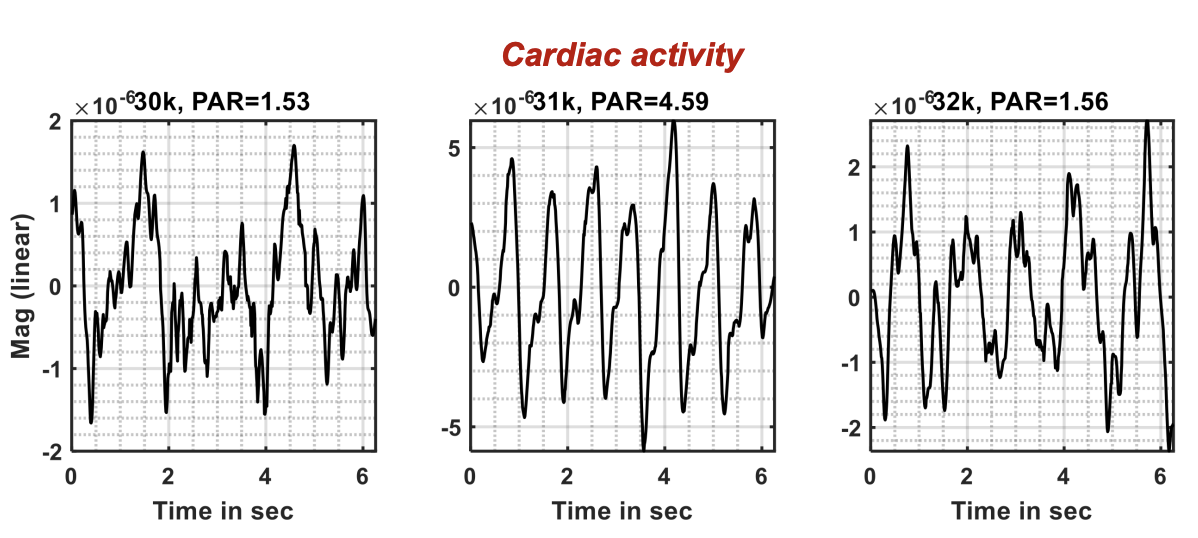 Cardiac activity
×10⁻⁶30k, PAR=1.53
×10⁻⁶31k, PAR=4.59
×10⁻⁶32k, PAR=1.56
Mag (linear)
2
1
0
-1
-2
0 2 4 6
Time in sec
5
0
-5
0 2 4 6
Time in sec
2
1
0
-1
-2
0 2 4 6
Time in sec